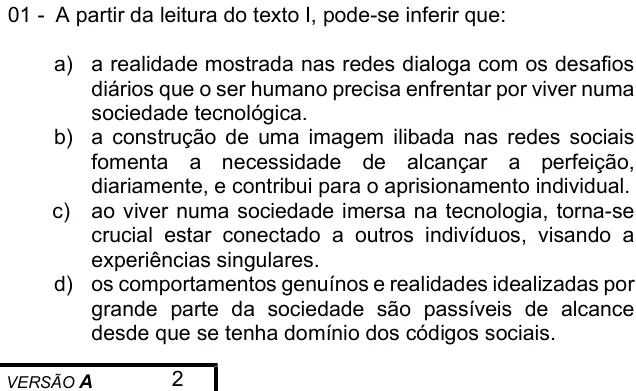 01 - A partir da leitura do texto I, pode-se inferir que:
a) a realidade mostrada nas redes dialoga com os desafios
diários que o ser humano precisa enfrentar por viver numa
sociedade tecnológica.
b) a construção de uma imagem ilibada nas redes sociais
fomenta a necessidade de alcançar a perfeição,
diariamente, e contribui para o aprisionamento individual.
c) ao viver numa sociedade imersa na tecnologia, torna-se
crucial estar conectado a outros indivíduos, visando a
experiências singulares.
d) os comportamentos genuínos e realidades idealizadas por
grande parte da sociedade são passíveis de alcance
desde que se tenha domínio dos códigos sociais.
VERSÃO A 2